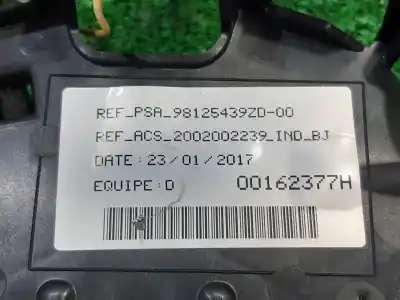 REF_PSA_98125439ZD-00
REF_ACS_2002002239_IND_BJ
DATE : 23/01/2017
EQUIPE : D 00162377H